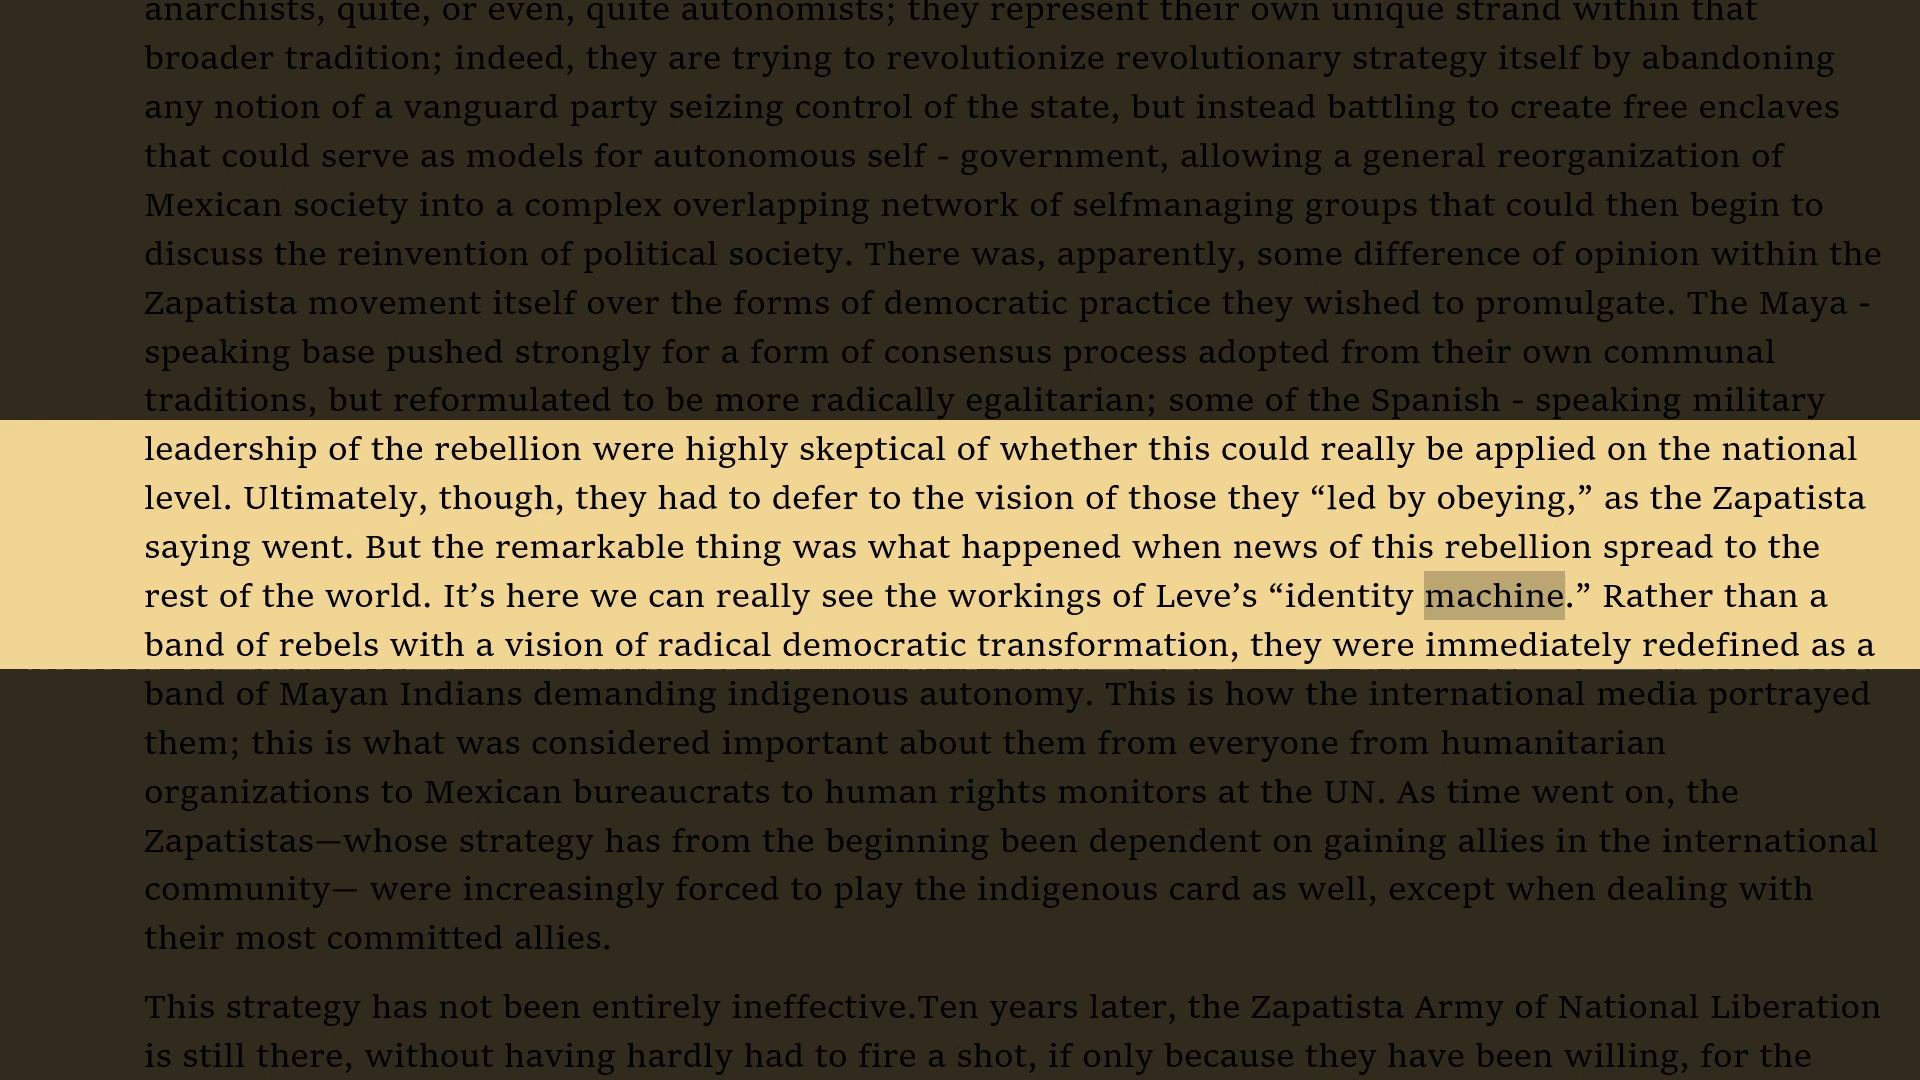 anarchists, quite, or even, quite autonomists; they represent their own unique strand within that
broader tradition; indeed, they are trying to revolutionize revolutionary strategy itself by abandoning
any notion of a vanguard party seizing control of the state, but instead battling to create free enclaves
that could serve as models for autonomous self - government, allowing a general reorganization of
Mexican society into a complex overlapping network of selfmanaging groups that could then begin to
discuss the reinvention of political society. There was, apparently, some difference of opinion within the
Zapatista movement itself over the forms of democratic practice they wished to promulgate. The Maya -
speaking base pushed strongly for a form of consensus process adopted from their own communal
traditions, but reformulated to be more radically egalitarian; some of the Spanish - speaking military
leadership of the rebellion were highly skeptical of whether this could really be applied on the national
level. Ultimately, though, they had to defer to the vision of those they “led by obeying,” as the Zapatista
saying went. But the remarkable thing was what happened when news of this rebellion spread to the
rest of the world. It’s here we can really see the workings of Leve’s “identity machine.” Rather than a
band of rebels with a vision of radical democratic transformation, they were immediately redefined as a
band of Mayan Indians demanding indigenous autonomy. This is how the international media portrayed
them; this is what was considered important about them from everyone from humanitarian
organizations to Mexican bureaucrats to human rights monitors at the UN. As time went on, the
Zapatistas—whose strategy has from the beginning been dependent on gaining allies in the international
community— were increasingly forced to play the indigenous card as well, except when dealing with
their most committed allies.
This strategy has not been entirely ineffective.Ten years later, the Zapatista Army of National Liberation
is still there, without having hardly had to fire a shot, if only because they have been willing, for the